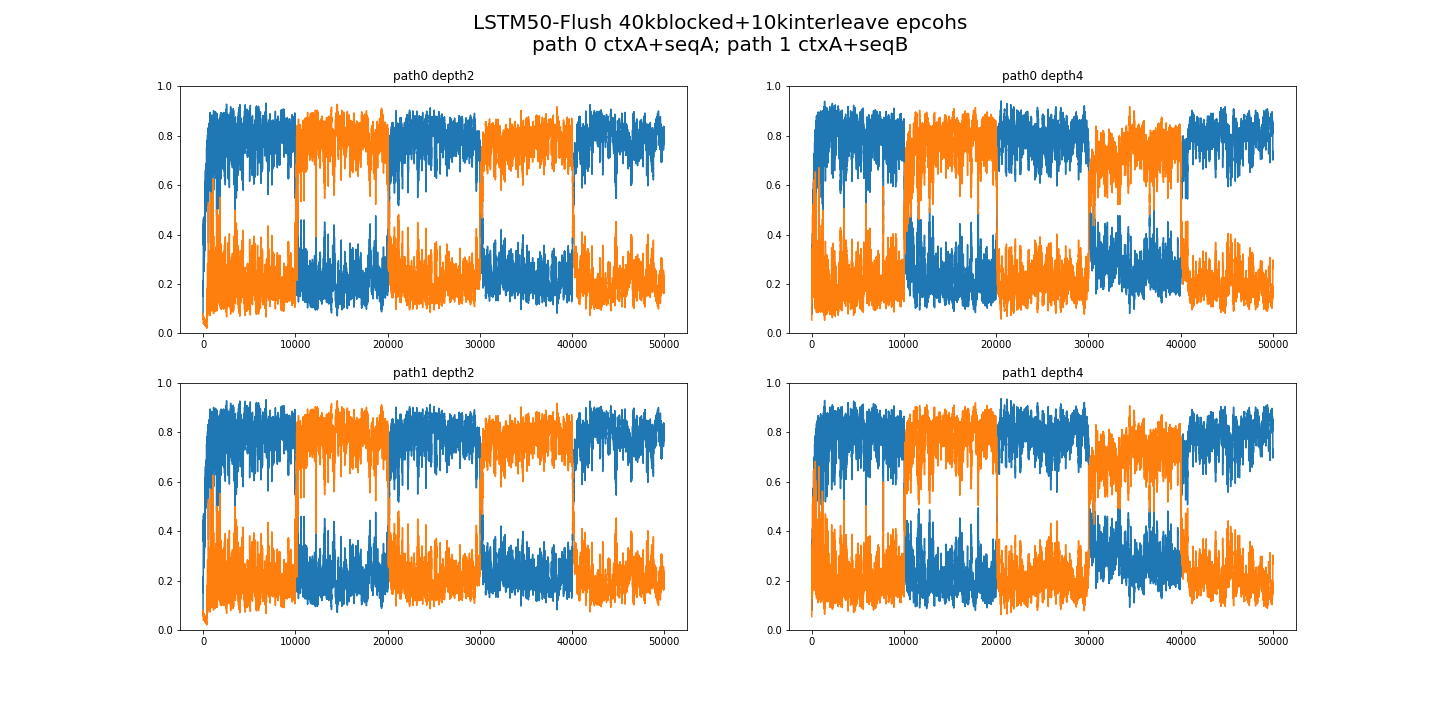 LSTM50-Flush 40kblocked+10kinterleave epcohs
path 0 ctxA+seqA; path 1 ctxA+seqB
path0 depth2
1.0
0.8
0.6
0.4
0.2
0.0
0 10000 20000 30000 40000 50000
path0 depth4
1.0
0.8
0.6
0.4
0.2
0.0
0 10000 20000 30000 40000 50000
path1 depth2
1.0
0.8
0.6
0.4
0.2
0.0
0 10000 20000 30000 40000 50000
path1 depth4
1.0
0.8
0.6
0.4
0.2
0.0
0 10000 20000 30000 40000 50000